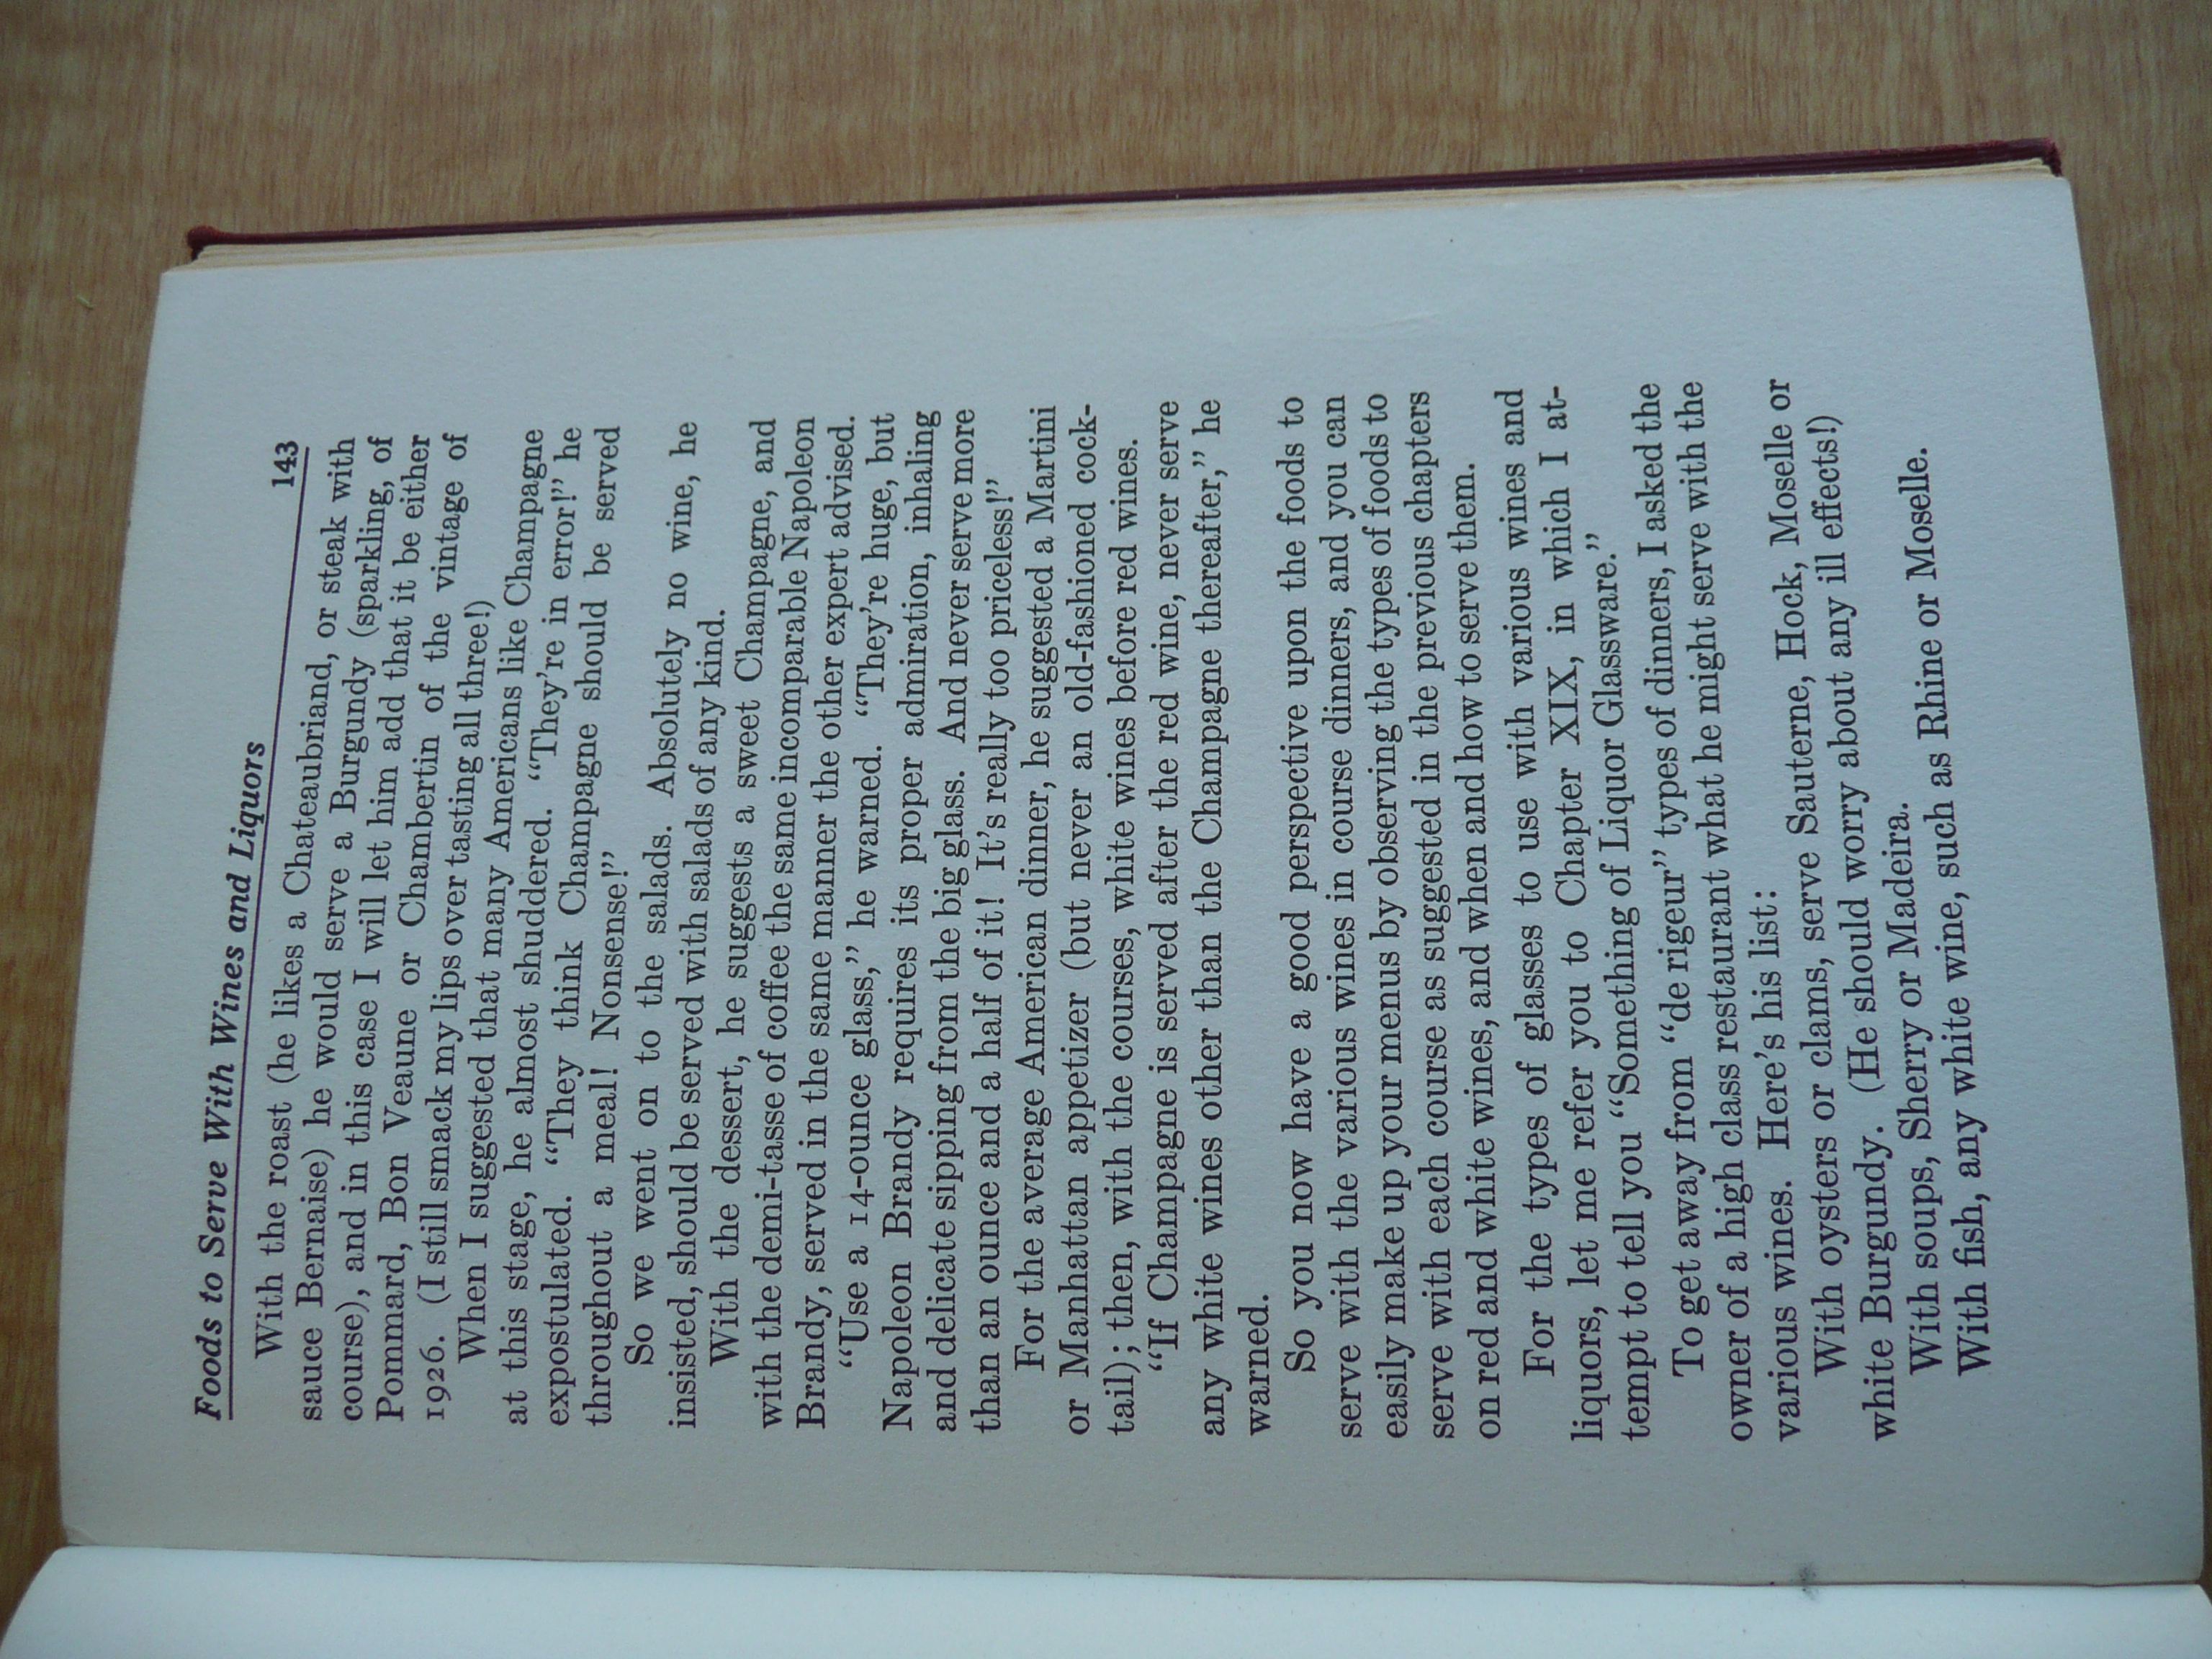 Foods to Serve With Wines and Liquors 143
With the roast (he likes a Chateaubriand, or steak with
sauce Bernaise) he would serve a Burgundy (sparkling, of
course), and in this case I will let him add that it be either
Pommard, Bon Veaune or Chambertin of the vintage of
1926. (I still smack my lips over tasting all three!)
When I suggested that many Americans like Champagne
at this stage, he almost shuddered. “They’re in error!” he
expostulated. “They think Champagne should be served
throughout a meal! Nonsense!”
So we went on to the salads. Absolutely no wine, he
insisted, should be served with salads of any kind.
With the dessert, he suggests a sweet Champagne, and
with the demi-tasse of coffee the same incomparable Napoleon
Brandy, served in the same manner the other expert advised.
“Use a 14-ounce glass,” he warned. “They’re huge, but
Napoleon Brandy requires its proper admiration, inhaling
and delicate sipping from the big glass. And never serve more
than an ounce and a half of it! It’s really too priceless!”
For the average American dinner, he suggested a Martini
or Manhattan appetizer (but never an old-fashioned cock-
tail); then, with the courses, white wines before red wines.
“If Champagne is served after the red wine, never serve
any white wines other than the Champagne thereafter,” he
warned.
So you now have a good perspective upon the foods to
serve with the various wines in course dinners, and you can
easily make up your menus by observing the types of foods to
serve with each course as suggested in the previous chapters
on red and white wines, and when and how to serve them.
For the types of glasses to use with various wines and
liquors, let me refer you to Chapter XIX, in which I at-
tempt to tell you “Something of Liquor Glassware.”
To get away from “de rigeur” types of dinners, I asked the
owner of a high class restaurant what he might serve with the
various wines. Here’s his list:
With oysters or clams, serve Sauterne, Hock, Moselle or
white Burgundy. (He should worry about any ill effects!)
With soups, Sherry or Madeira.
With fish, any white wine, such as Rhine or Moselle.